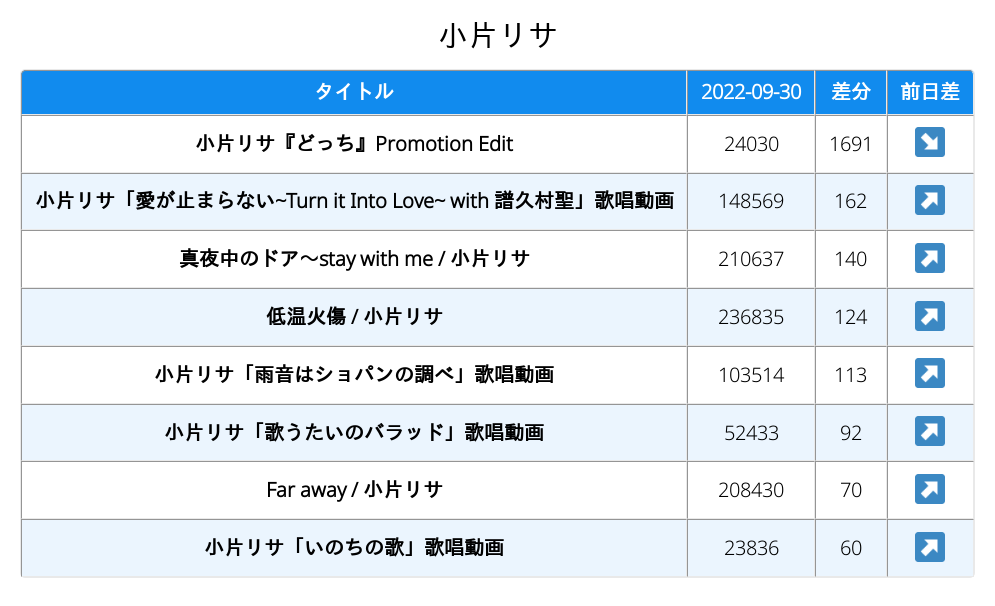 小片リサ
タイトル 2022-09-30 差分 前日差
小片リサ『どっち』Promotion Edit 24030 1691 ↘
小片リサ「愛が止まらない~Turn it Into Love~ with 譜久村聖」歌唱動画 148569 162 ↗
真夜中のドア〜stay with me / 小片リサ 210637 140 ↗
低温火傷 / 小片リサ 236835 124 ↗
小片リサ「雨音はショパンの調べ」歌唱動画 103514 113 ↗
小片リサ「歌うたいのバラッド」歌唱動画 52433 92 ↗
Far away / 小片リサ 208430 70 ↗
小片リサ「いのちの歌」歌唱動画 23836 60 ↗